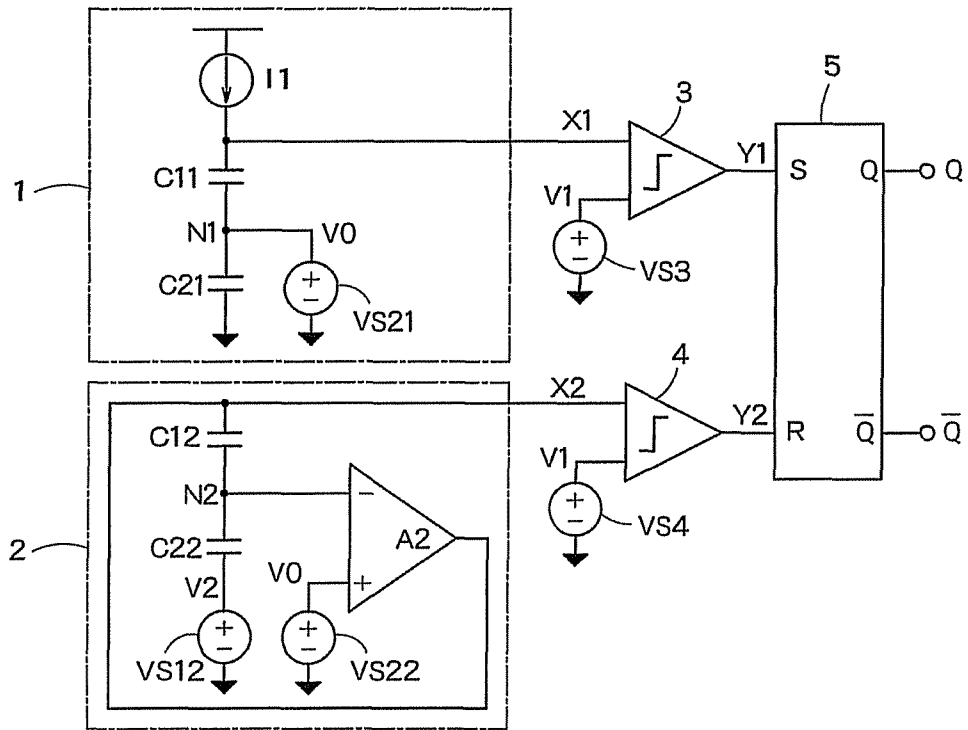 I1
1
C11
N1
V0
C21
VS21
X1
3
V1
VS3
Y1
5
S
Q
Q
2
X2
C12
N2
A2
C22
V2
V0
VS12
VS22
4
V1
VS4
Y2
R
Q̅
Q̅
+
−
+
−
+
−
+
−
+
−
−
+